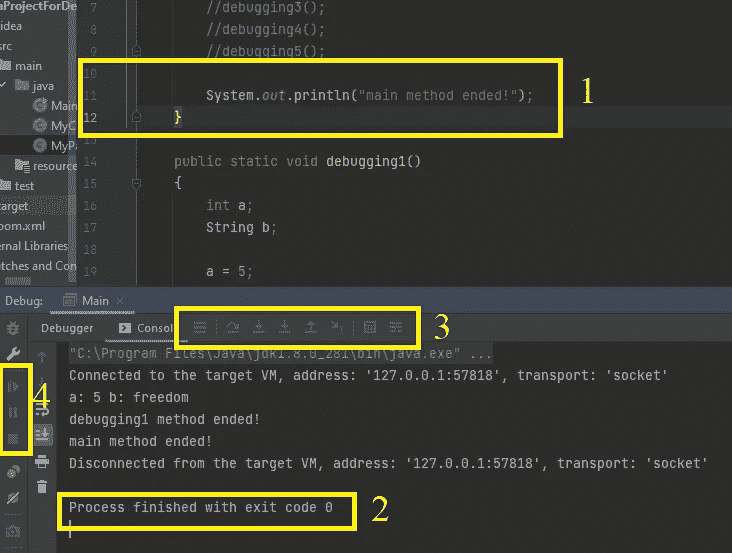 aProjectForDe
idea
src
main
java
Main
MyC
MyPa
resource
test
target
pom.xml
ernal Libraries
atches and Con
7 //debugging3();
8 //debugging4();
9 //debugging5();
10
11 System.out.println("main method ended!");
12 }
14 public static void debugging1()
15 {
16 int a;
17 String b;
18
19 a = 5;
1
Debug: Main ×
Debugger Consol
3
4
"C:\Program Files\Java\jdk1.8.0_281\bin\java.exe" ...
Connected to the target VM, address: '127.0.0.1:57818', transport: 'socket'
a: 5 b: freedom
debugging1 method ended!
main method ended!
Disconnected from the target VM, address: '127.0.0.1:57818', transport: 'socket'
Process finished with exit code 0
2